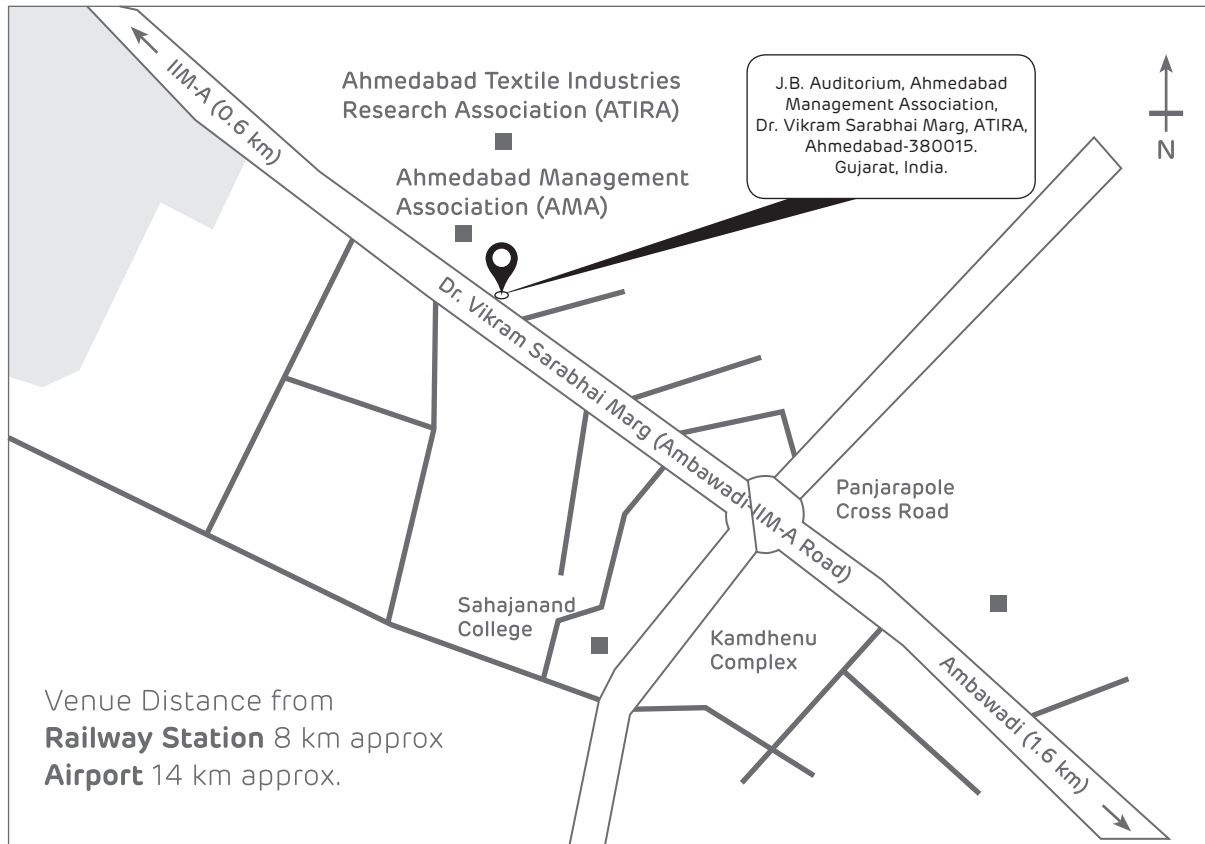 IIM-A (0.6 km)
Ahmedabad Textile Industries
Research Association (ATIRA)
Ahmedabad Management
Association (AMA)
J.B. Auditorium, Ahmedabad
Management Association,
Dr. Vikram Sarabhai Marg, ATIRA,
Ahmedabad-380015.
Gujarat, India.
N
Dr. Vikram Sarabhai Marg (Ambawadi-IIM-A Road)
Panjarapole
Cross Road
Sahajanand
College
Kamdhenu
Complex
Ambawadi (1.6 km)
Venue Distance from
Railway Station 8 km approx
Airport 14 km approx.